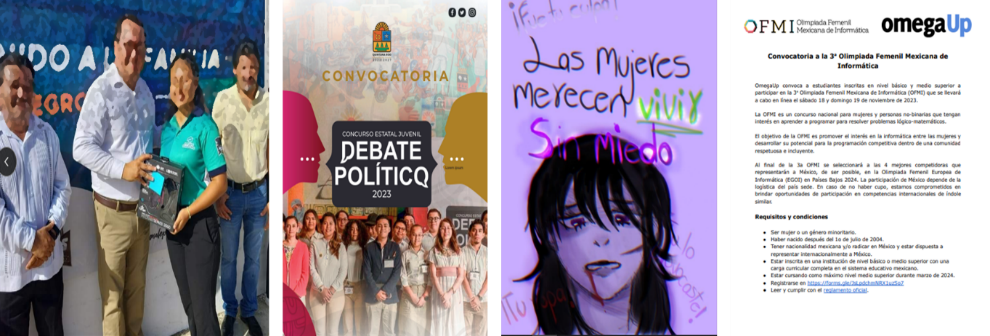 NDO A LA FAMILIA
NEGRO
CONVOCATORIA
CONCURSO ESTATAL JUVENIL
DEBATE
POLÍTICO
2023
¡Fue tu culpa!
Las Mujeres
merecen vivir
Sin Miedo
OFMI Olimpiada Femenil
Mexicana de Informática
omegaUp
Convocatoria a la 3ª Olimpiada Femenil Mexicana de
Informática
OmegaUp convoca a estudiantes inscritas en nivel básico y medio superior a
participar en la 3ª Olimpiada Femenil Mexicana de Informática (OFMI) que se llevará
a cabo en línea el sábado 18 y domingo 19 de noviembre de 2023.
La OFMI es un concurso nacional para mujeres y personas no-binarias que tengan
interés en aprender a programar para resolver problemas lógico-matemáticos.
El objetivo de la OFMI es promover el interés en la informática entre las mujeres y
desarrollar su potencial para la programación competitiva dentro de una comunidad
respetuosa e incluyente.
Al final de la 3a OFMI se seleccionará a las 4 mejores competidoras que
representarán a México, de ser posible, en la Olimpiada Femenil Europea de
Informática (EGOI) en Países Bajos 2024. La participación de México depende de la
logística del país sede. En caso de no haber cupo, estamos comprometidos en
brindar oportunidades de participación en competencias internacionales de índole
similar.
Requisitos y condiciones
• Ser mujer o un género minoritario.
• Haber nacido después del 1o de julio de 2004.
• Tener nacionalidad mexicana y/o radicar en México y estar dispuesta a
representar internacionalmente a México.
• Estar inscrita en una institución de nivel básico o medio superior con una
carga curricular completa en el sistema educativo mexicano.
• Estar cursando como máximo nivel medio superior durante marzo de 2024.
• Registrarse en
• Leer y cumplir con el reglamento oficial.